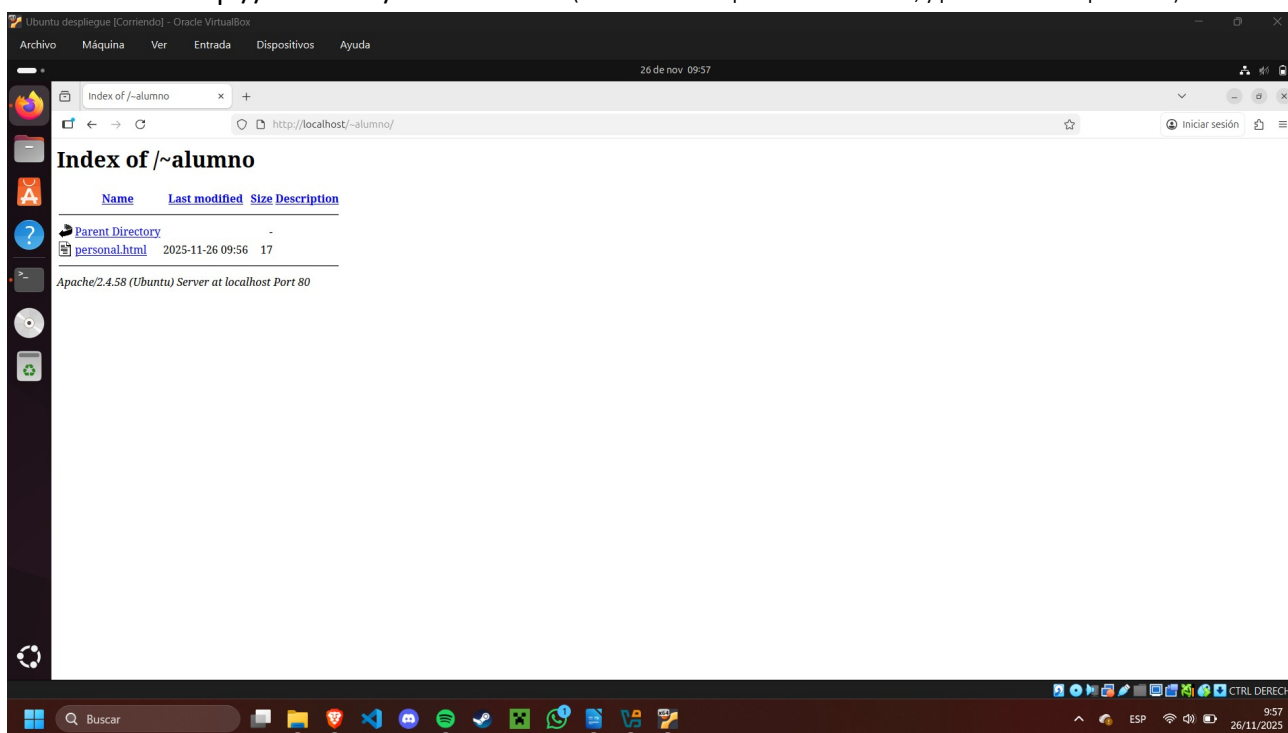 Ubuntu despliegue [Corriendo] - Oracle VirtualBox
Archivo Máquina Ver Entrada Dispositivos Ayuda
26 de nov 09:57
Index of /~alumno
http://localhost/~alumno/
Iniciar sesión
Index of /~alumno
Name Last modified Size Description
Parent Directory -
personal.html 2025-11-26 09:56 17
Apache/2.4.58 (Ubuntu) Server at localhost Port 80
CTRL DERECH
Buscar
1
ESP
9:57
26/11/2025